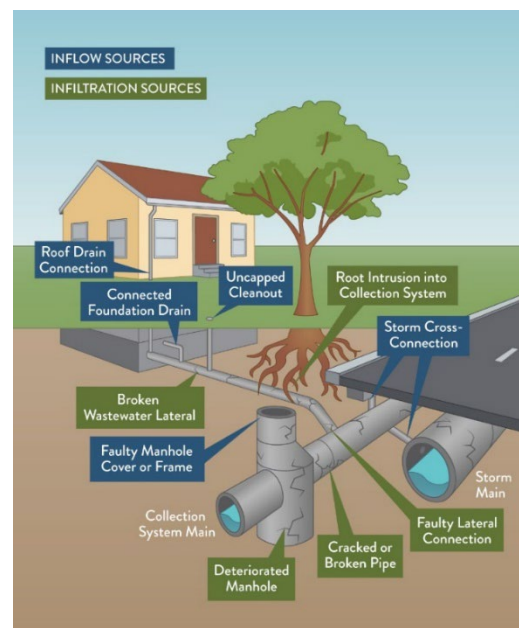 INFLOW SOURCES
INFILTRATION SOURCES
Roof Drain
Connection
Connected
Foundation Drain
Uncapped
Cleanout
Root Intrusion into
Collection System
Storm Cross-
Connection
Broken
Wastewater Lateral
Faulty Manhole
Cover or Frame
Collection
System Main
Deteriorated
Manhole
Cracked or
Broken Pipe
Faulty Lateral
Connection
Storm
Main